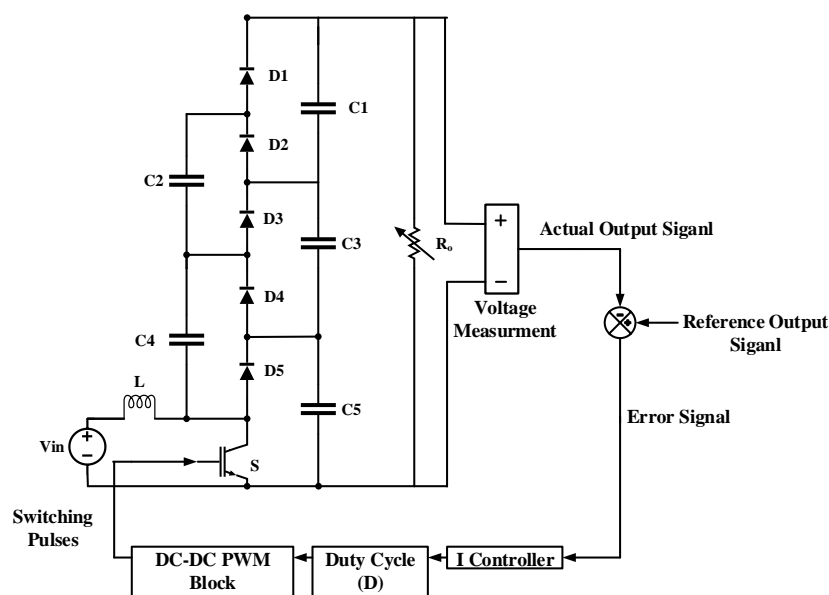 D1
C1
D2
C2
D3
+
Actual Output Siganl
Rₒ
C3
−
D4
Voltage
Measurment
-
+
Reference Output
Siganl
C4
D5
L
C5
Error Signal
+
Vin
−
S
Switching
Pulses
DC-DC PWM
Block
Duty Cycle
(D)
I Controller